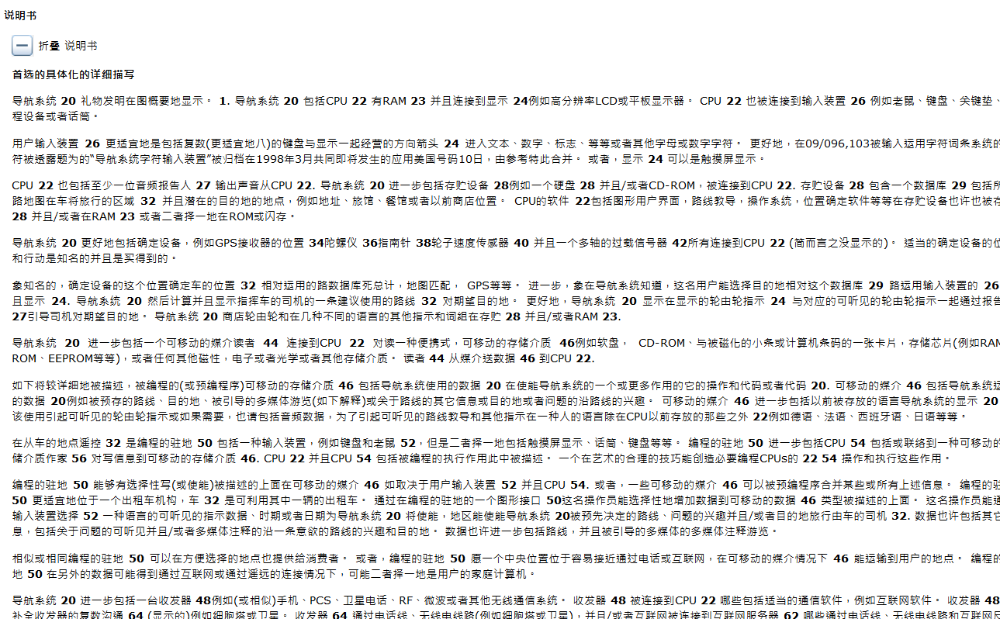 说明书
折叠 说明书
首选的具体化的详细描写
导航系统 20 礼物发明在图概要地显示。 1. 导航系统 20 包括CPU 22 有RAM 23 并且连接到显示 24例如高分辨率LCD或平板显示器。 CPU 22 也被连接到输入装置 26 例如老鼠、键盘、关键垫、
程设备或者话筒。
用户输入装置 26 更适宜地是包括复数(更适宜地八)的键盘与显示一起经营的方向箭头 24 进入文本、数字、标志、等等或者其他字母或数字字符。 更好地，在09/096,103被输入运用字符词条系统的
符被透露题为的“导航系统字符输入装置”被归档在1998年3月共同即将发生的应用美国号码10日，由参考特此合并。 或者，显示 24 可以是触摸屏显示。
CPU 22 也包括至少一位音频报告人 27 输出声音从CPU 22. 导航系统 20 进一步包括存贮设备 28例如一个硬盘 28 并且/或者CD-ROM，被连接到CPU 22. 存贮设备 28 包含一个数据库 29 包括所
路地图在车将旅行的区域 32 并且潜在的目的地的地点，例如地址、旅馆、餐馆或者以前商店位置。 CPU的软件 22包括图形用户界面，路线教导，操作系统，位置确定软件等等在存贮设备也许也被存
28 并且/或者在RAM 23 或者二者择一地在ROM或闪存。
导航系统 20 更好地包括确定设备，例如GPS接收器的位置 34陀螺仪 36指南针 38轮子速度传感器 40 并且一个多轴的过载信号器 42所有连接到CPU 22 (简而言之没显示的)。 适当的确定设备的位
和行动是知名的并且是买得到的。
象知名的，确定设备的这个位置确定车的位置 32 相对运用的路数据库死总计，地图匹配， GPS等等。 进一步，象在导航系统知道，这名用户能选择目的地相对这个数据库 29 路运用输入装置的 26
且显示 24. 导航系统 20 然后计算并且显示指挥车的司机的一条建议使用的路线 32 对期望目的地。 更好地，导航系统 20 显示在显示的轮由轮指示 24 与对应的可听见的轮由轮指示一起通过报告
27引导司机对期望目的地。 导航系统 20 商店轮由轮和在几种不同的语言的其他指示和词组在存贮 28 并且/或者RAM 23.
导航系统 20 进一步包括一个可移动的媒介读者 44 连接到CPU 22 对读一种便携式，可移动的存储介质 46例如软盘， CD-ROM、与被磁化的小条或计算机条码的一张卡片，存储芯片(例如RAM
ROM、EEPROM等等)，或者任何其他磁性，电子或者光学或者其他存储介质。 读者 44 从媒介送数据 46 到CPU 22.
如下将较详细地被描述，被编程的(或预编程序)可移动的存储介质 46 包括导航系统使用的数据 20 在使能导航系统的一个或更多作用的它的操作和代码或者代码 20. 可移动的媒介 46 包括导航系统运
的数据 20例如被预存的路线、目的地、被引导的多媒体游览(如下解释)或关于路线的其它信息或目的地或者问题的沿路线的兴趣。 可移动的媒介 46 进一步包括以前被存放的语言导航系统的显示 20
该使用引起可听见的轮由轮指示或如果需要，也请包括音频数据，为了引起可听见的路线教导和其他指示在一种人的语言除在CPU以前存放的那些之外 22例如德语、法语、西班牙语、日语等等。
在从车的地点遥控 32 是编程的驻地 50 包括一种输入装置，例如键盘和老鼠 52，但是二者择一地包括触摸屏显示、话筒、键盘等等。 编程的驻地 50 进一步包括CPU 54 包括或联络到一种可移动的
储介质作家 56 对写信息到可移动的存储介质 46. CPU 22 并且CPU 54 包括被编程的执行作用此中被描述。 一个在艺术的合理的技巧能创造必要编程CPUs的 22 54 操作和执行这些作用。
编程的驻地 50 能够有选择性写(或使能)被描述的上面在可移动的媒介 46 如取决于用户输入装置 52 并且CPU 54. 或者，一些可移动的媒介 46 可以被预编程序合并某些或所有上述信息。 编程的驻
50 更适宜地位于一个出租车机构，车 32 是可利用其中一辆的出租车。 通过在编程的驻地的一个图形接口 50这名操作员能选择性地增加数据到可移动的数据 46 类型被描述的上面。 这名操作员能通
输入装置选择 52 一种语言的可听见的指示数据、时期或者日期为导航系统 20 将使能，地区能使能导航系统 20被预先决定的路线、问题的兴趣并且/或者目的地旅行由车的司机 32. 数据也许包括其它
息，包括关于问题的可听见并且/或者多媒体注释的沿一条意欲的路线的兴趣和目的地。 数据也许进一步包括路线，并且被引导的多媒体的多媒体注释游览。
相似或相同编程的驻地 50 可以在方便选择的地点也提供给消费者。 或者，编程的驻地 50 愿一个中央位置位于容易接近通过电话或互联网，在可移动的媒介情况下 46 能运输到用户的地点。 编程的
地 50 在另外的数据可能得到通过互联网或通过遥远的连接情况下，可能二者择一地是用户的家庭计算机。
导航系统 20 进一步包括一台收发器 48例如(或相似)手机、PCS、卫星电话、RF、微波或者其他无线通信系统。 收发器 48 被连接到CPU 22 哪些包括适当的通信软件，例如互联网软件。 收发器 48
补全收发器的复数沟通 64 (显示的)例如细胞塔或卫星。 收发器 64 通过电话线、无线电线路(例如细胞塔或卫星)，并且/或者互联网被连接到互联网服务器 62 哪些通过电话线、无线电线路和互联网反